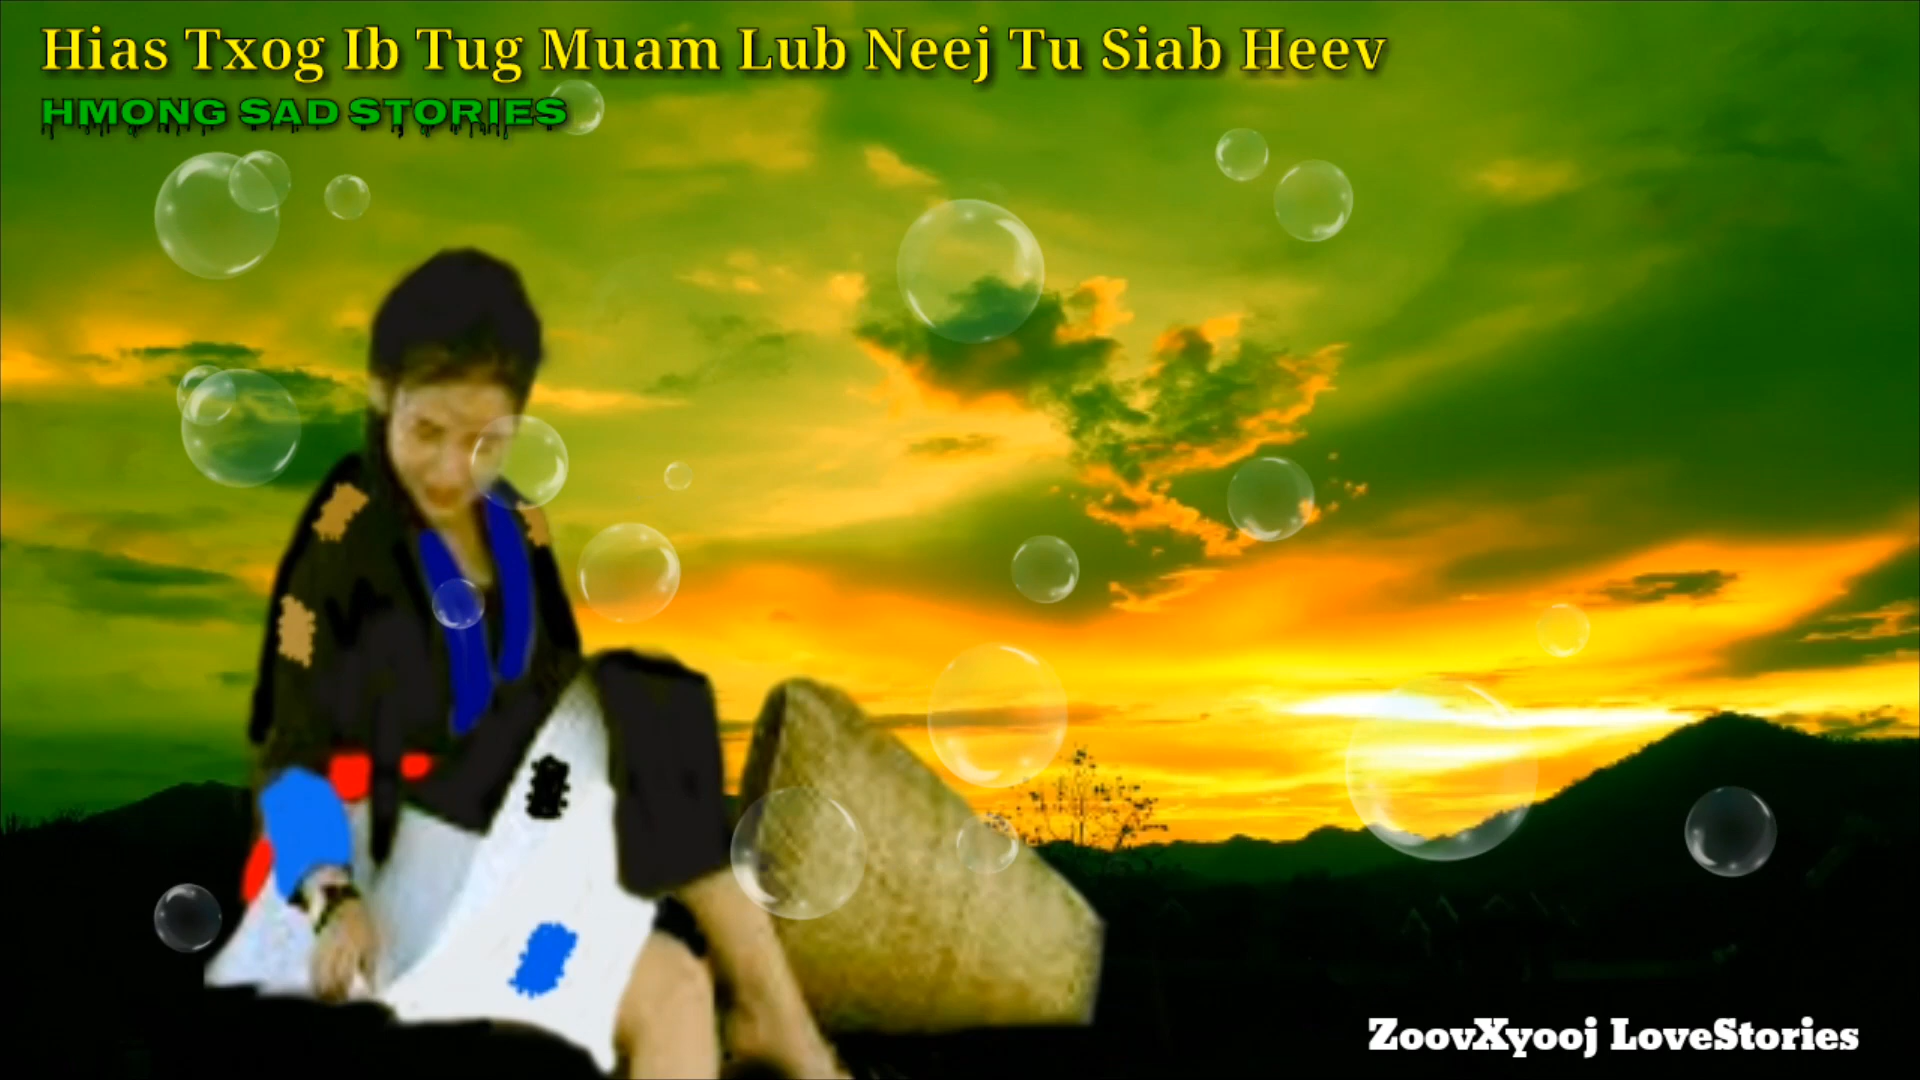 Hias Txog Ib Tug Muam Lub Neej Tu Siab Heev
HMONG SAD STORIES
ZoovXyooj LoveStories